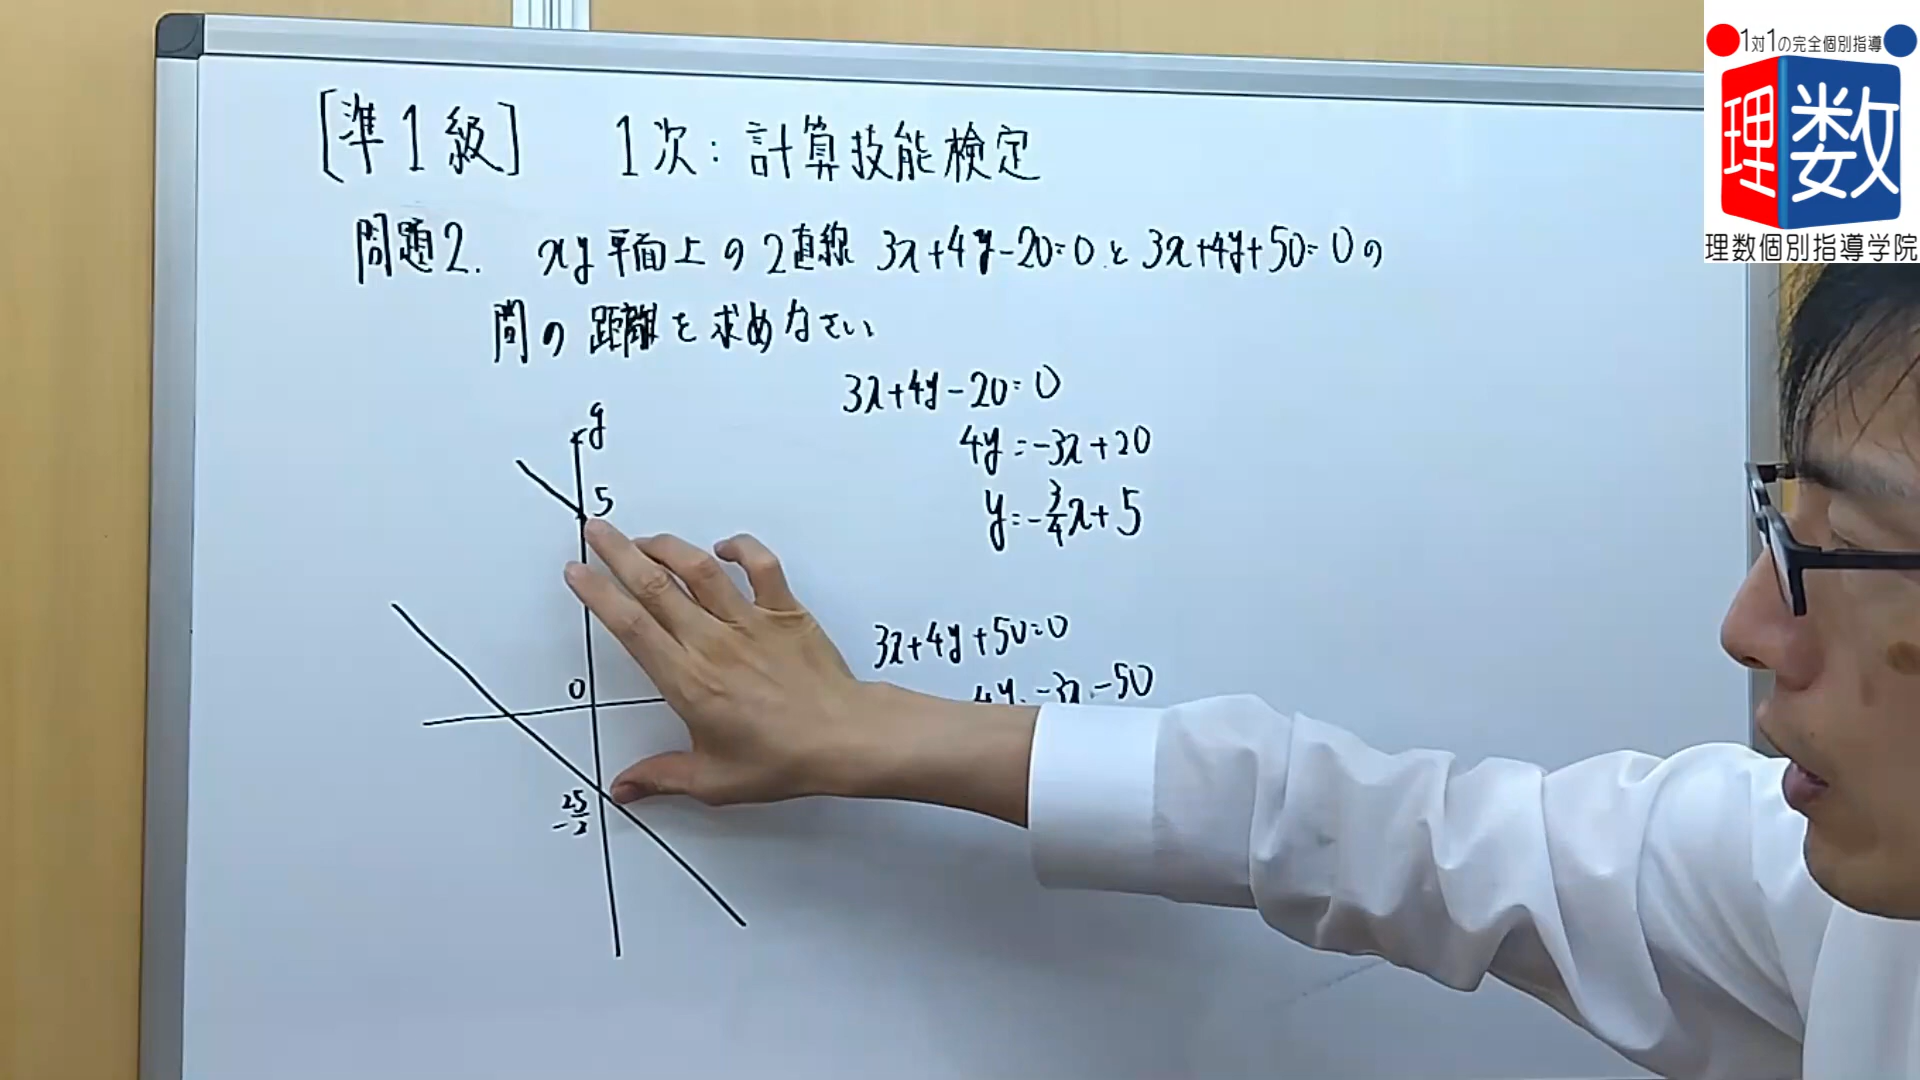 [準1級] 1次:計算技能検定
問題2. xy平面上の2直線 3x+4y-20=0と3x+4y+50=0の
間の距離を求めなさい
3x+4y-20=0
4y=-3x+20
y=-3/4x+5
3x+4y+50=0
4y=-3x-50
y
5
0
-25/2
1対1の完全個別指導
理数
理数個別指導学院